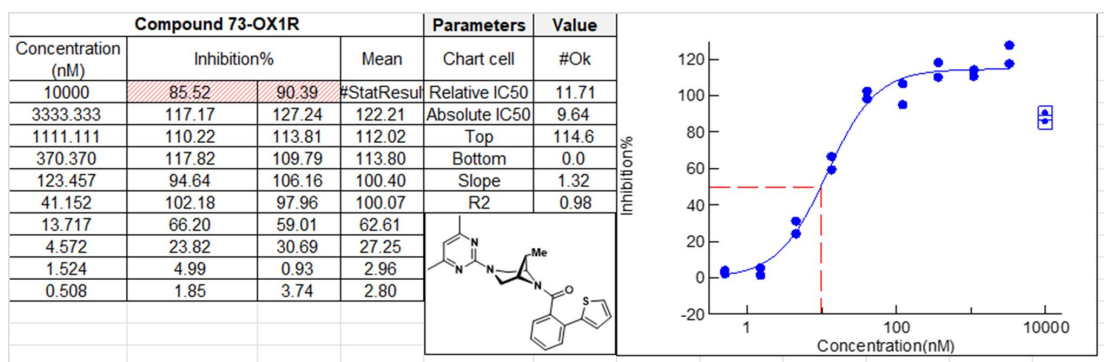 Compound 73-OX1R Parameters Value
Concentration (nM) Inhibition% Mean Chart cell #Ok
10000 85.52 90.39 #StatResul Relative IC50 11.71
3333.333 117.17 127.24 122.21 Absolute IC50 9.64
1111.111 110.22 113.81 112.02 Top 114.6
370.370 117.82 109.79 113.80 Bottom 0.0
123.457 94.64 106.16 100.40 Slope 1.32
41.152 102.18 97.96 100.07 R2 0.98
13.717 66.20 59.01 62.61
4.572 23.82 30.69 27.25
1.524 4.99 0.93 2.96
0.508 1.85 3.74 2.80
N
N
N
Me
N
O
S
Inhibition%
120
100
80
60
40
20
0
-20
1 100 10000
Concentration(nM)